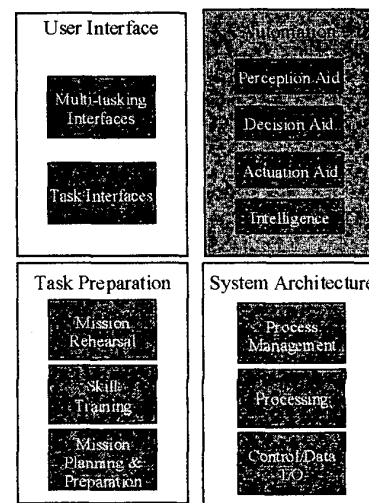 User Interface
Multi-tasking
Interfaces
Task Interfaces
Automation
Perception Aid
Decision Aid
Actuation Aid
Intelligence
Task Preparation
Mission
Rehearsal
Skill
Training
Mission
Planning &
Preparation
System Architecture
Process
Management
Processing
Control/Data
I/O